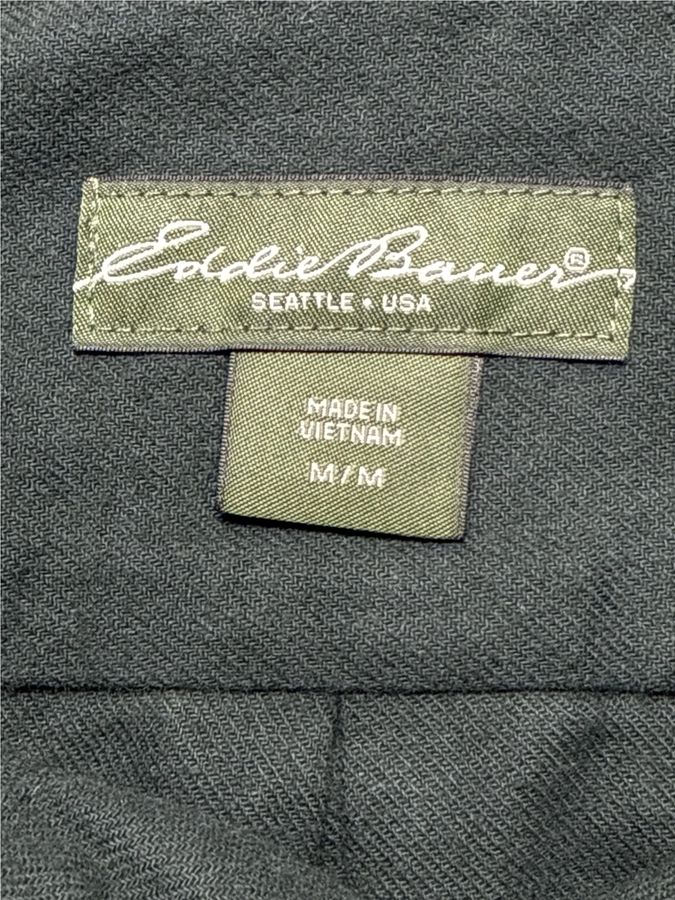 Eddie Bauer®
SEATTLE • USA
MADE IN
VIETNAM
M/M